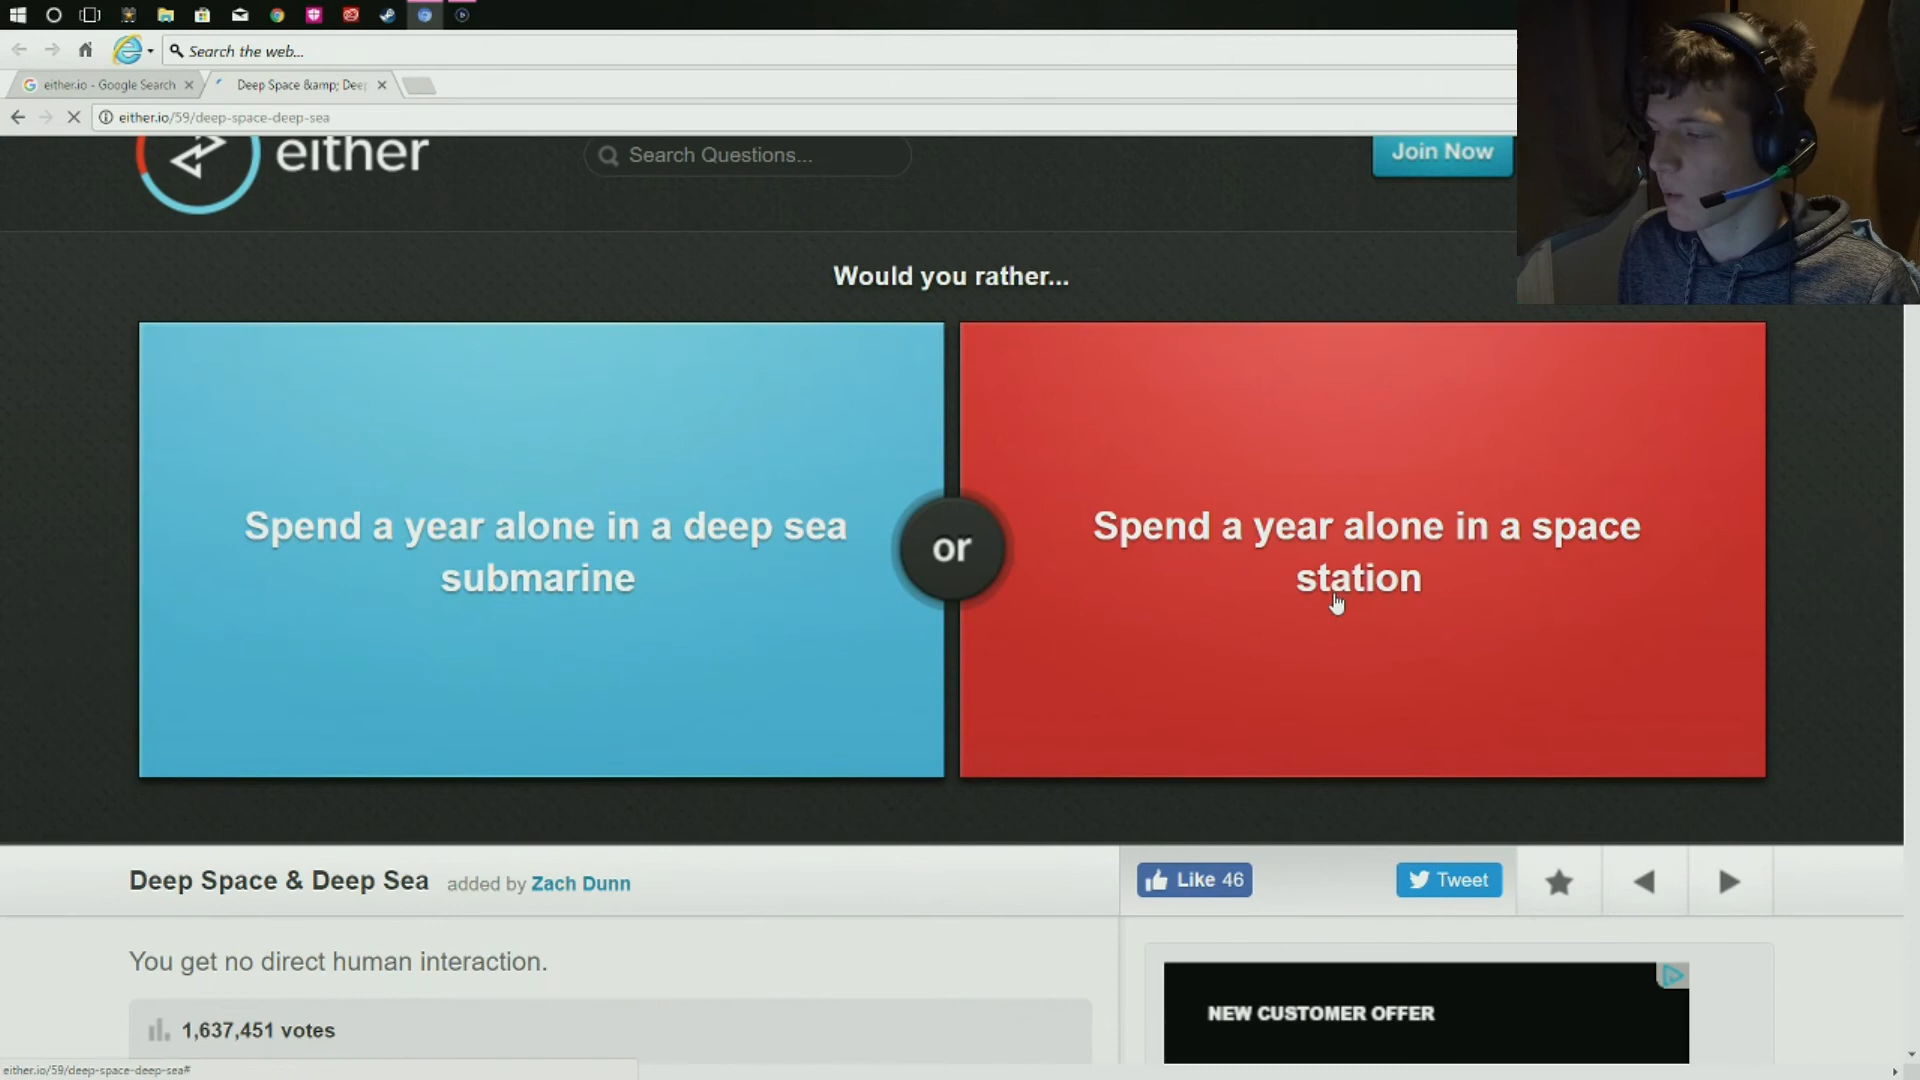 Search the web...
either.io - Google Search
Deep Space &amp; Dee
either.io/59/deep-space-deep-sea
either
Search Questions...
Join Now
Would you rather...
Spend a year alone in a deep sea
submarine
or
Spend a year alone in a space
station
Deep Space & Deep Sea
added by Zach Dunn
Like 46
Tweet
You get no direct human interaction.
NEW CUSTOMER OFFER
1,637,451 votes
either.io/59/deep-space-deep-sea#